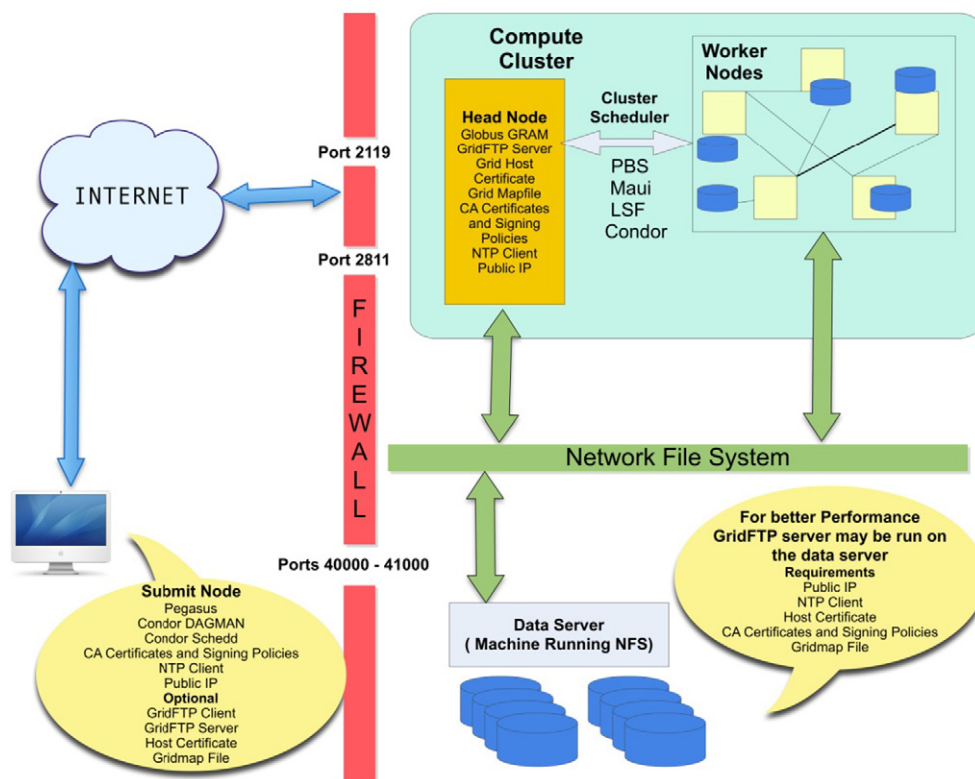 Compute
Cluster
Worker
Nodes
Cluster
Scheduler
Head Node
Globus GRAM
GridFTP Server
Grid Host
Certificate
Grid Mapfile
CA Certificates
and Signing
Policies
NTP Client
Public IP
PBS
Maui
LSF
Condor
Port 2119
INTERNET
Port 2811
FIREWALL
Network File System
For better Performance
GridFTP server may be run on
the data server
Requirements
Public IP
NTP Client
Host Certificate
CA Certificates and Signing Policies
Gridmap File
Ports 40000 - 41000
Submit Node
Pegasus
Condor DAGMAN
Condor Schedd
CA Certificates and Signing Policies
NTP Client
Public IP
Optional
GridFTP Client
GridFTP Server
Host Certificate
Gridmap File
Data Server
( Machine Running NFS)